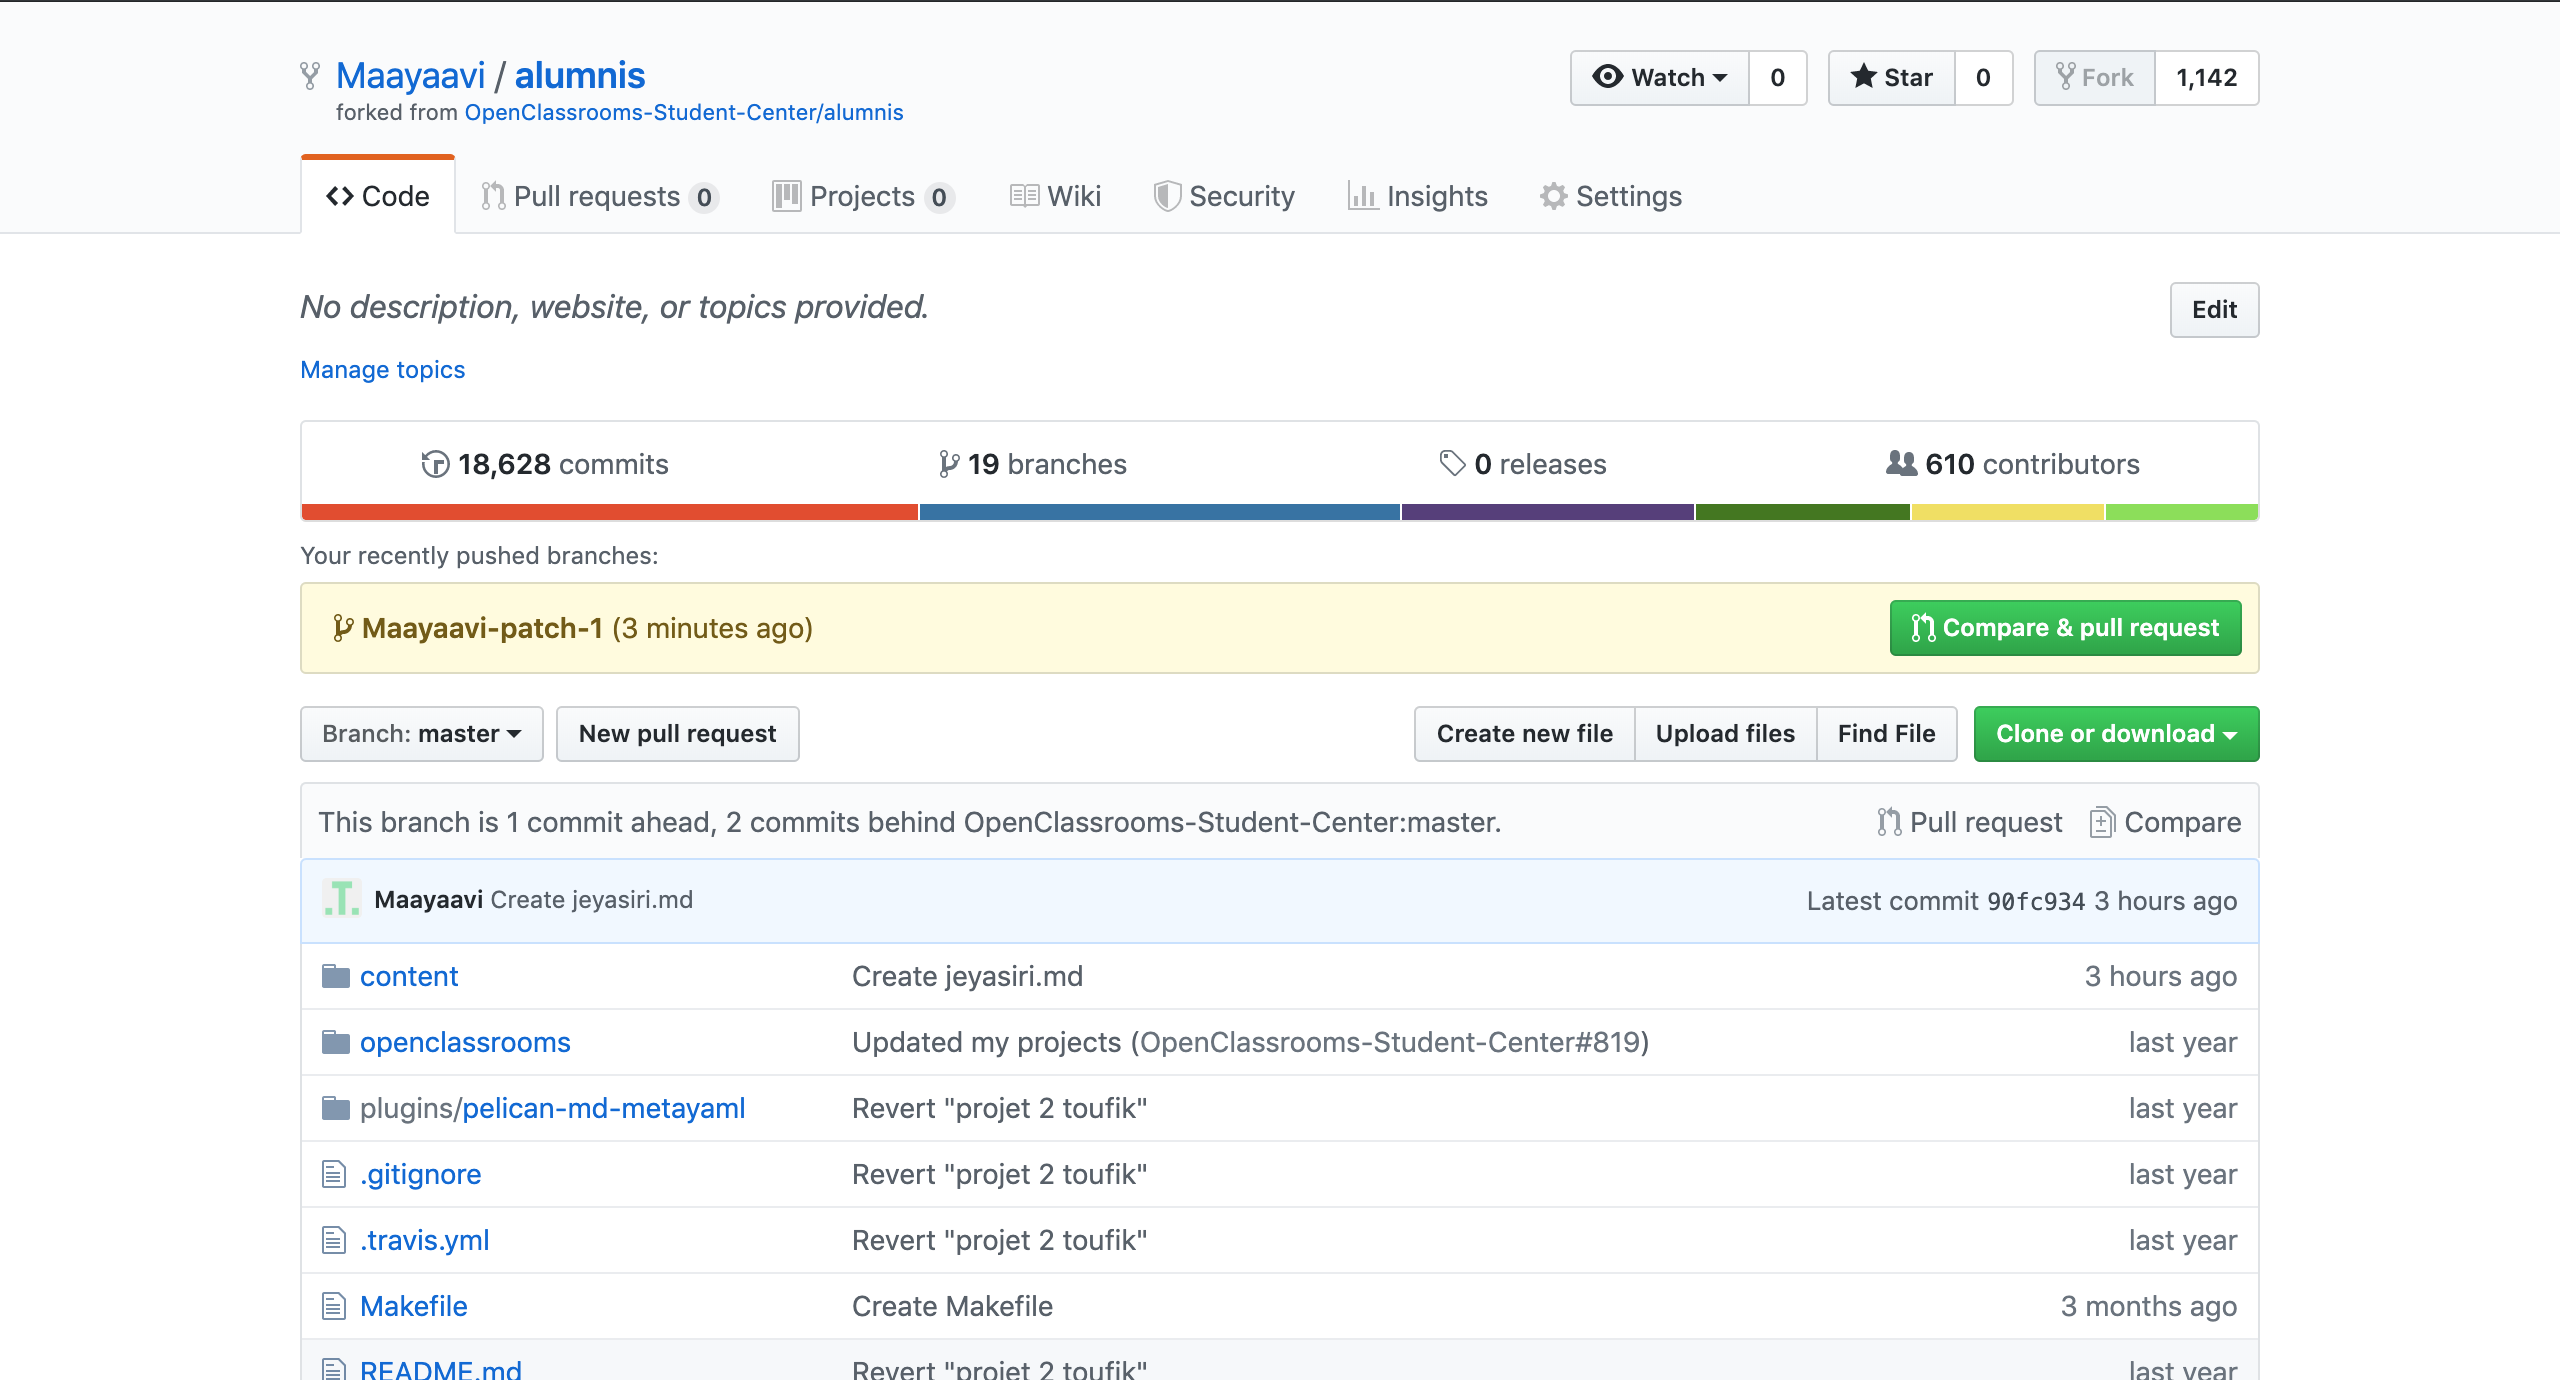 Maayaavi / alumnis
forked from OpenClassrooms-Student-Center/alumnis
Watch 0 Star 0 Fork 1,142
Code Pull requests 0 Projects 0 Wiki Security Insights Settings
No description, website, or topics provided.
Edit
Manage topics
18,628 commits 19 branches 0 releases 610 contributors
Your recently pushed branches:
Maayaavi-patch-1 (3 minutes ago) Compare & pull request
Branch: master New pull request Create new file Upload files Find File Clone or download
This branch is 1 commit ahead, 2 commits behind OpenClassrooms-Student-Center:master. Pull request Compare
Maayaavi Create jeyasiri.md Latest commit 90fc934 3 hours ago
content Create jeyasiri.md 3 hours ago
openclassrooms Updated my projects (OpenClassrooms-Student-Center#819) last year
plugins/pelican-md-metayaml Revert "projet 2 toufik" last year
.gitignore Revert "projet 2 toufik" last year
.travis.yml Revert "projet 2 toufik" last year
Makefile Create Makefile 3 months ago
README.md Revert "projet 2 toufik" last year